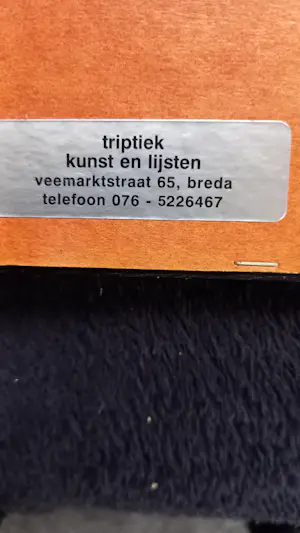 triptiek
kunst en lijsten
veemarktstraat 65, breda
telefoon 076 - 5226467